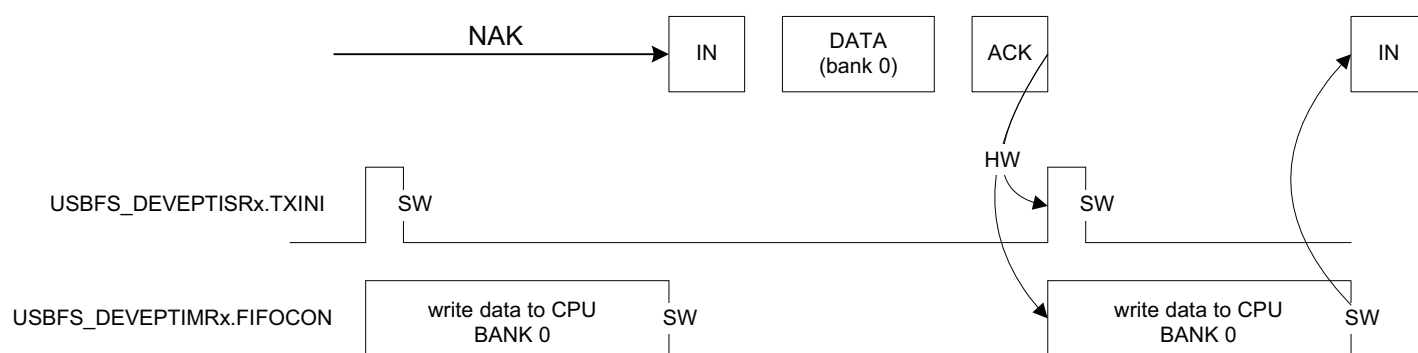 NAK
IN
DATA
(bank 0)
ACK
IN
HW
USBFS_DEVEPTISRx.TXINI
SW
SW
USBFS_DEVEPTIMRx.FIFOCON
write data to CPU
BANK 0
SW
write data to CPU
BANK 0
SW